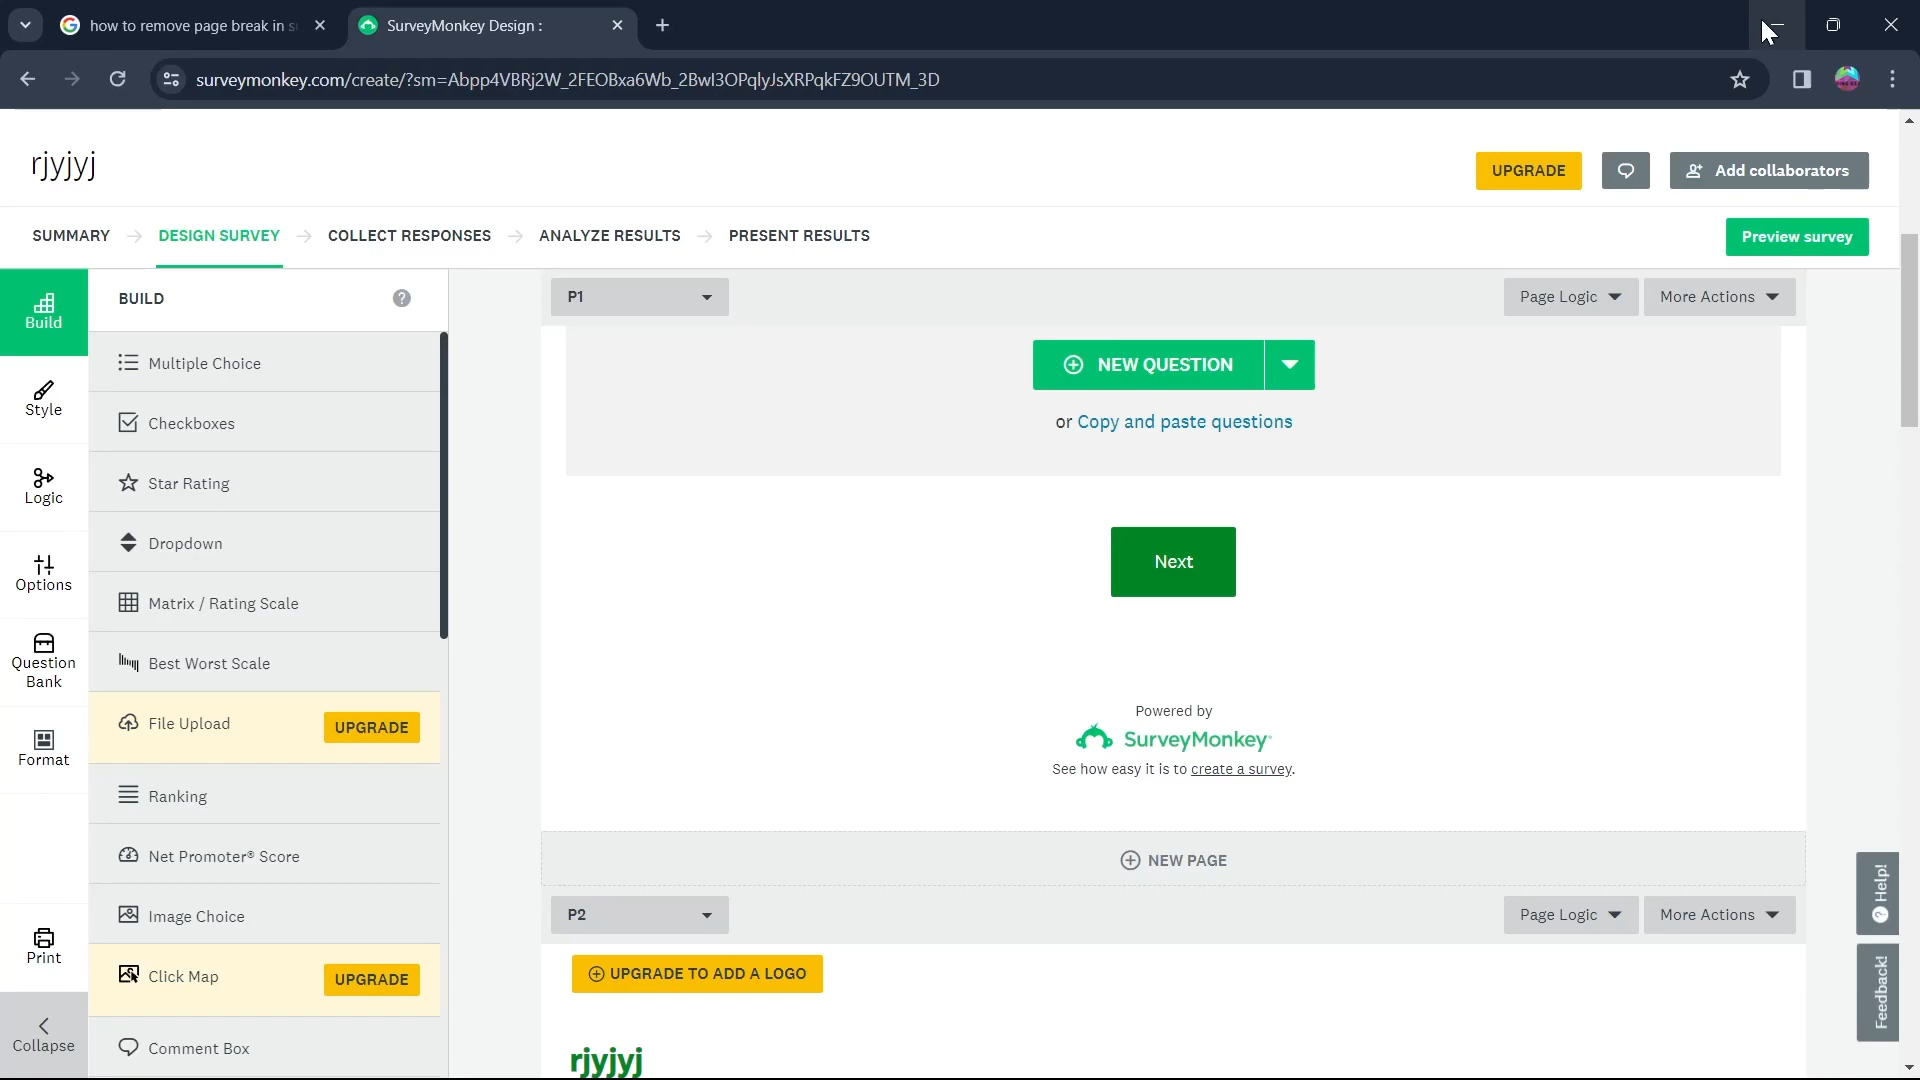 how to remove page break in s
SurveyMonkey Design :
surveymonkey.com/create/?sm=Abpp4VBRj2W_2FEOBxa6Wb_2Bwl3OPqlyJsXRPqkFZ9OUTM_3D
rjyjyj
UPGRADE
Add collaborators
SUMMARY
DESIGN SURVEY
COLLECT RESPONSES
ANALYZE RESULTS
PRESENT RESULTS
Preview survey
Build
Style
Logic
Options
Question
Bank
Format
Print
Collapse
BUILD
?
Multiple Choice
Checkboxes
Star Rating
Dropdown
Matrix / Rating Scale
Best Worst Scale
File Upload
UPGRADE
Ranking
Net Promoter® Score
Image Choice
Click Map
UPGRADE
Comment Box
P1
Page Logic
More Actions
NEW QUESTION
or Copy and paste questions
Next
Powered by
SurveyMonkey
See how easy it is to create a survey.
NEW PAGE
P2
Page Logic
More Actions
UPGRADE TO ADD A LOGO
rjyjyj
Help!
Feedback!